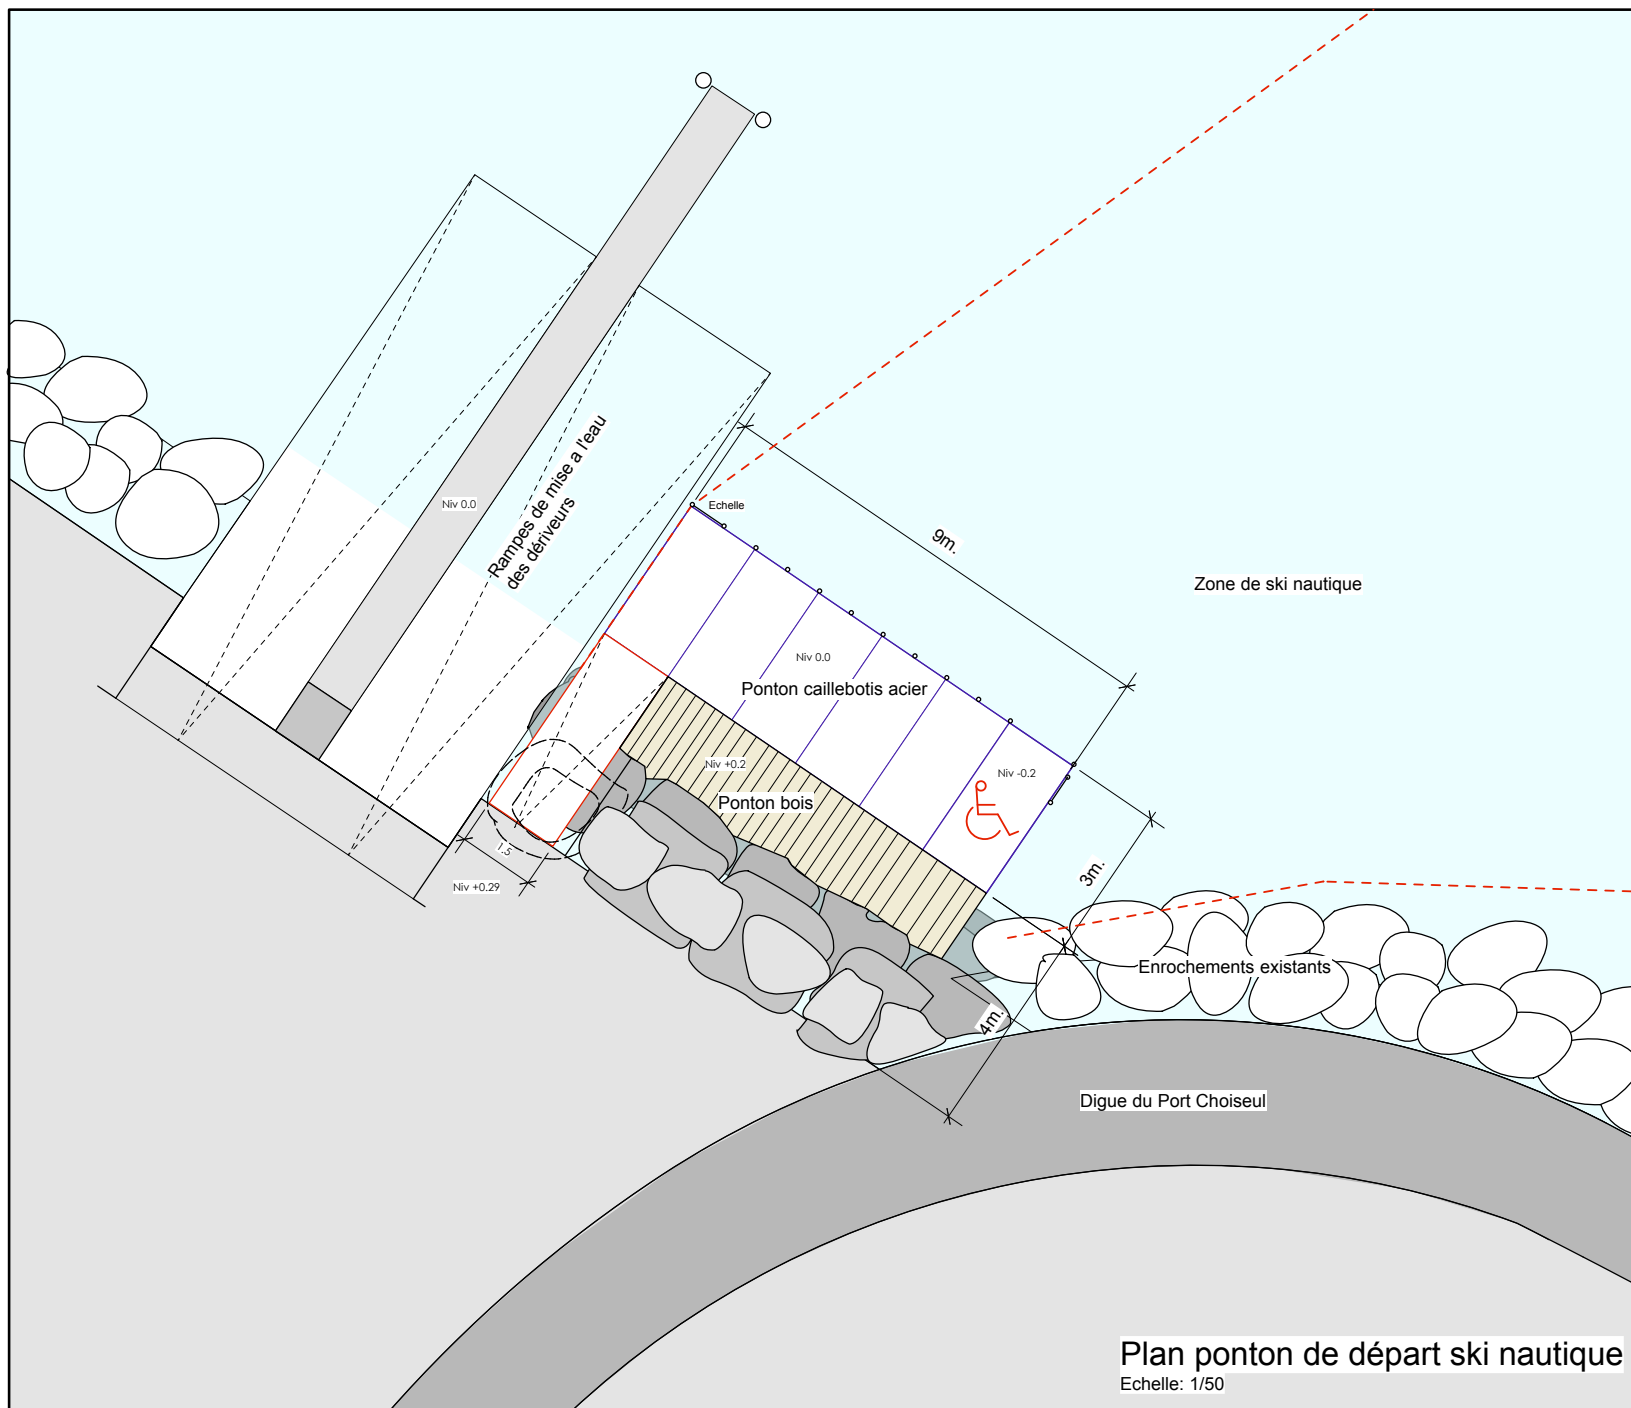 Niv 0.0
Rampes de mise a l'eau
des dériveurs
Echelle
9m.
Zone de ski nautique
Niv 0.0
Ponton caillebotis acier
Niv +0.2
Niv -0.2
Ponton bois
1.5
Niv +0.29
3m.
Enrochements existants
4m.
Digue du Port Choiseul
Plan ponton de départ ski nautique
Echelle: 1/50